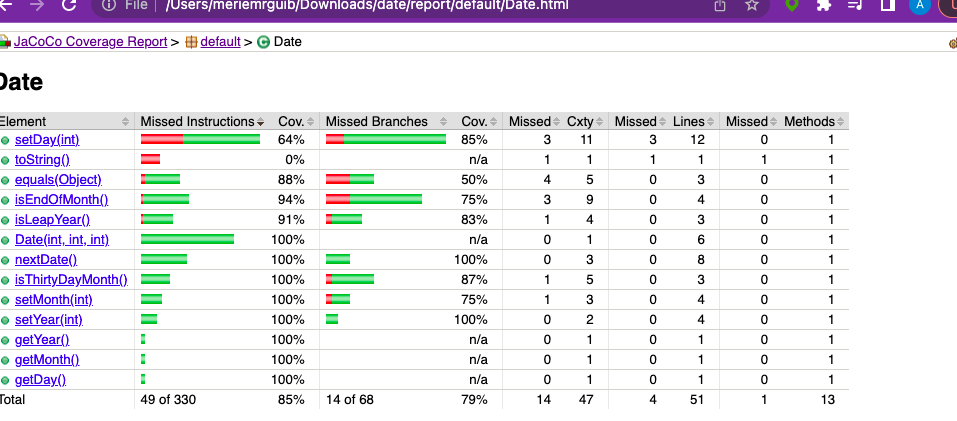 File | /Users/meriemrguib/Downloads/date/report/default/Date.html A
JaCoCo Coverage Report > default > Date
Date
Element Missed Instructions Cov. Missed Branches Cov. Missed Cxty Missed Lines Missed Methods
setDay(int) 64% 85% 3 11 3 12 0 1
toString() 0% n/a 1 1 1 1 1 1
equals(Object) 88% 50% 4 5 0 3 0 1
isEndOfMonth() 94% 75% 3 9 0 4 0 1
isLeapYear() 91% 83% 1 4 0 3 0 1
Date(int, int, int) 100% n/a 0 1 0 6 0 1
nextDate() 100% 100% 0 3 0 8 0 1
isThirtyDayMonth() 100% 87% 1 5 0 3 0 1
setMonth(int) 100% 75% 1 3 0 4 0 1
setYear(int) 100% 100% 0 2 0 4 0 1
getYear() 100% n/a 0 1 0 1 0 1
getMonth() 100% n/a 0 1 0 1 0 1
getDay() 100% n/a 0 1 0 1 0 1
Total 49 of 330 85% 14 of 68 79% 14 47 4 51 1 13